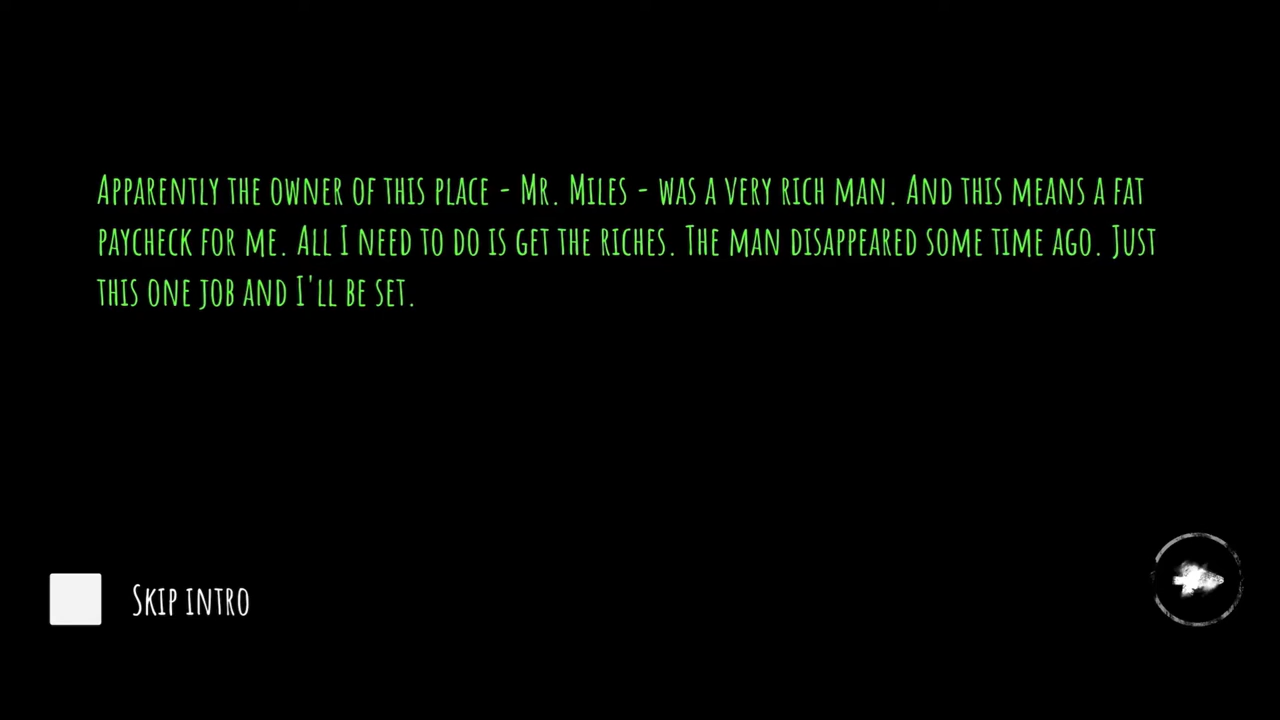 Apparently the owner of this place - Mr. Miles - was a very rich man. And this means a fat
paycheck for me. All I need to do is get the riches. The man disappeared some time ago. Just
this one job and I'll be set.
Skip intro